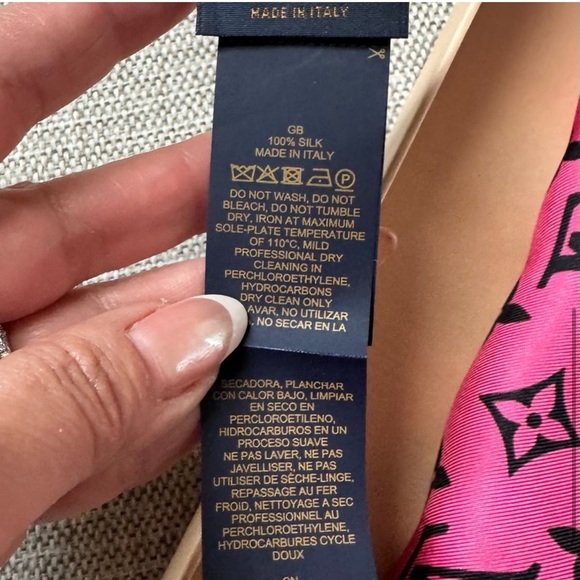 MADE IN ITALY
GB
100% SILK
MADE IN ITALY
DO NOT WASH, DO NOT
BLEACH, DO NOT TUMBLE
DRY, IRON AT MAXIMUM
SOLE-PLATE TEMPERATURE
OF 110°C, MILD
PROFESSIONAL DRY
CLEANING IN
PERCHLOROETHYLENE,
HYDROCARBONS
DRY CLEAN ONLY
AVAR, NO UTILIZAR
, NO SECAR EN LA
SECADORA, PLANCHAR
CON CALOR BAJO, LIMPIAR
EN SECO EN
PERCLOROETILENO,
HIDROCARBUROS EN UN
PROCESO SUAVE
NE PAS LAVER, NE PAS
JAVELLISER, NE PAS
UTILISER DE SÈCHE-LINGE,
REPASSAGE AU FER
FROID, NETTOYAGE A SEC
PROFESSIONNEL AU
PERCHLOROÉTHYLENE,
HYDROCARBURES CYCLE
DOUX